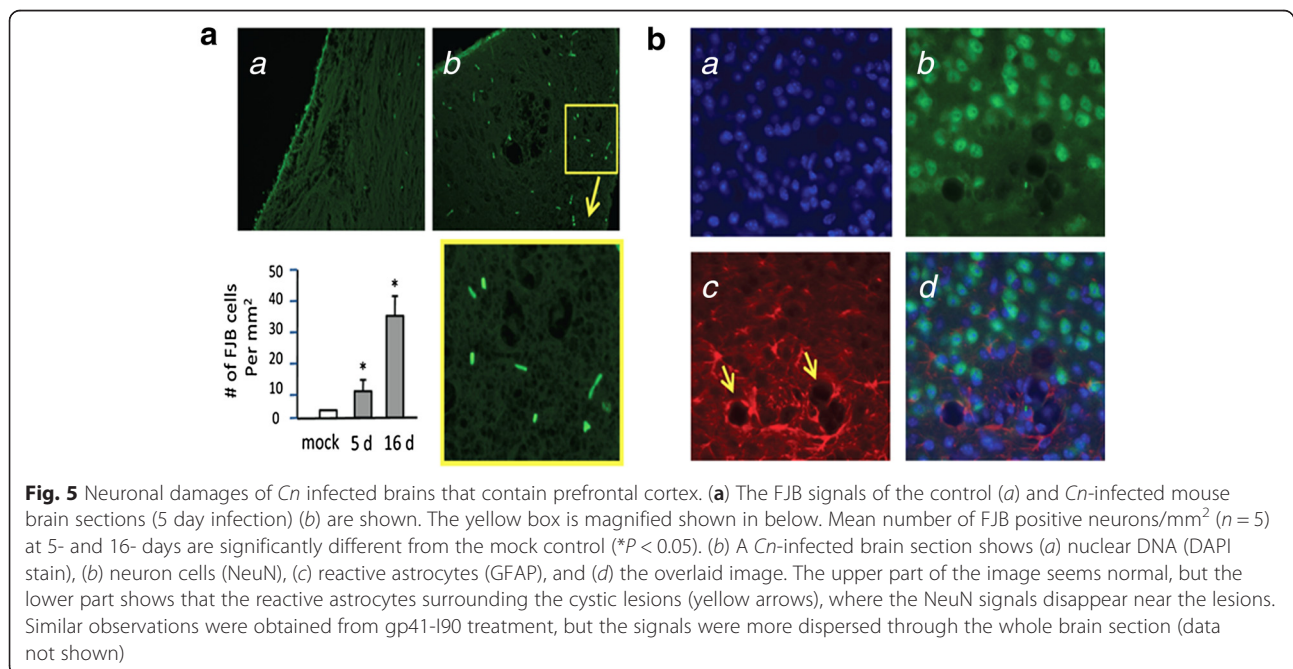 a
b
a
b
a
b
# of FJB cells
Per mm²
50
40
30
20
10
0
*
*
mock 5 d 16 d
c
d
Fig. 5 Neuronal damages of Cn infected brains that contain prefrontal cortex. (a) The FJB signals of the control (a) and Cn-infected mouse
brain sections (5 day infection) (b) are shown. The yellow box is magnified shown in below. Mean number of FJB positive neurons/mm² (n = 5)
at 5- and 16- days are significantly different from the mock control (*P < 0.05). (b) A Cn-infected brain section shows (a) nuclear DNA (DAPI
stain), (b) neuron cells (NeuN), (c) reactive astrocytes (GFAP), and (d) the overlaid image. The upper part of the image seems normal, but the
lower part shows that the reactive astrocytes surrounding the cystic lesions (yellow arrows), where the NeuN signals disappear near the lesions.
Similar observations were obtained from gp41-I90 treatment, but the signals were more dispersed through the whole brain section (data
not shown)